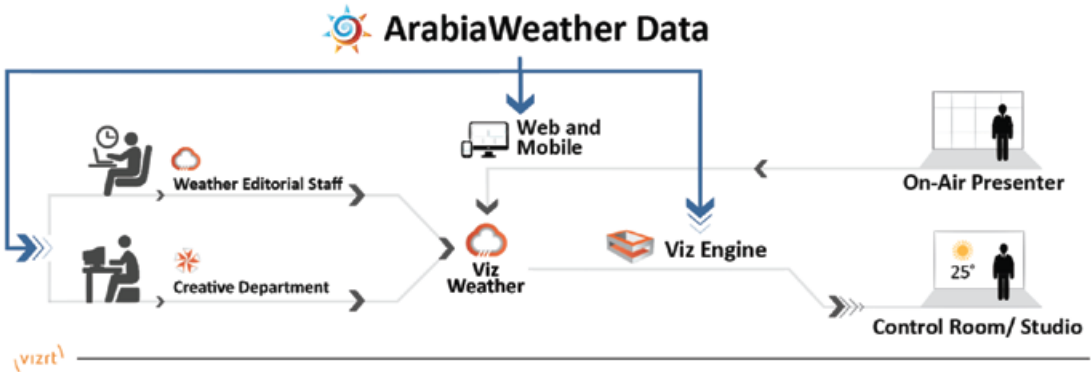 ArabiaWeather Data
Web and
Mobile
Weather Editorial Staff
On-Air Presenter
Viz Engine
Viz
Weather
25°
Creative Department
Control Room/ Studio
(vizrt)